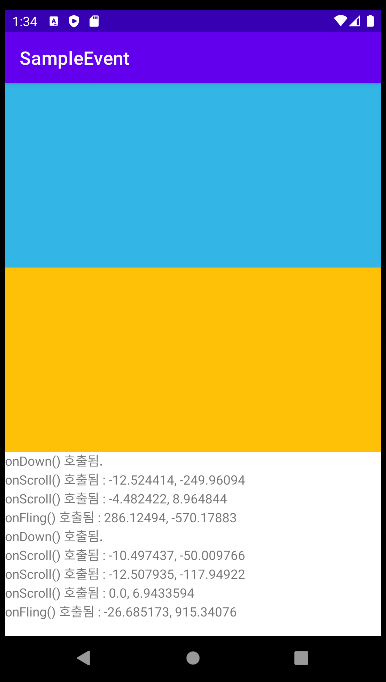 1:34
SampleEvent
onDown() 호출됨.
onScroll() 호출됨 : -12.524414, -249.96094
onScroll() 호출됨 : -4.482422, 8.964844
onFling() 호출됨 : 286.12494, -570.17883
onDown() 호출됨.
onScroll() 호출됨 : -10.497437, -50.009766
onScroll() 호출됨 : -12.507935, -117.94922
onScroll() 호출됨 : 0.0, 6.9433594
onFling() 호출됨 : -26.685173, 915.34076